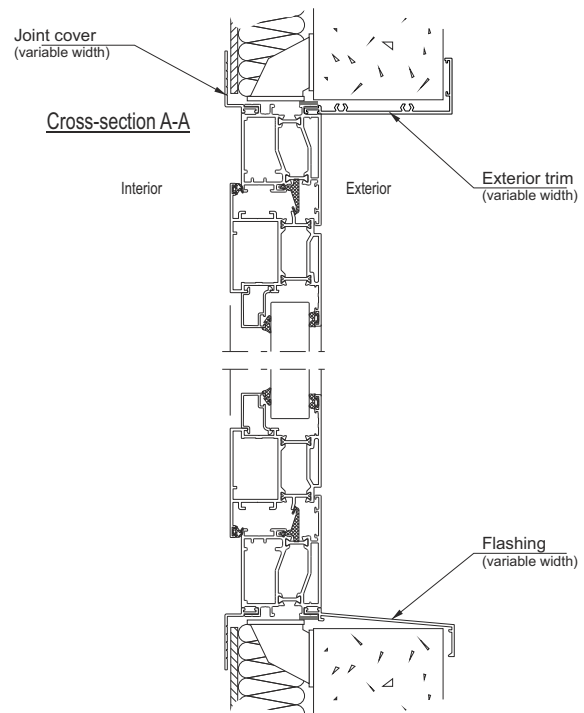 Joint cover
(variable width)
Cross-section A-A
Interior
Exterior
Exterior trim
(variable width)
Flashing
(variable width)